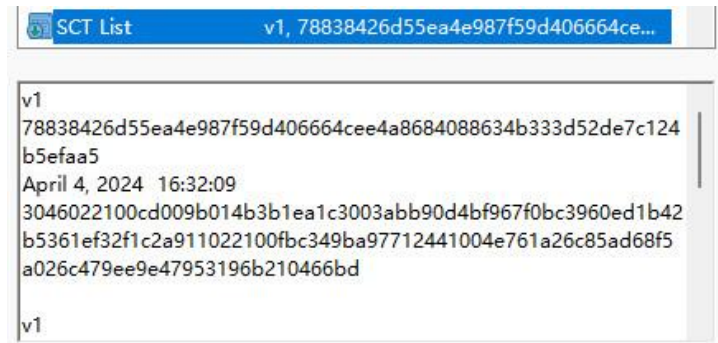 SCT List v1, 78838426d55ea4e987f59d406664ce...
v1
78838426d55ea4e987f59d406664cee4a8684088634b333d52de7c124
b5efaa5
April 4, 2024  16:32:09
3046022100cd009b014b3b1ea1c3003abb90d4bf967f0bc3960ed1b42
b5361ef32f1c2a911022100fbc349ba97712441004e761a26c85ad68f5
a026c479ee9e47953196b210466bd
v1